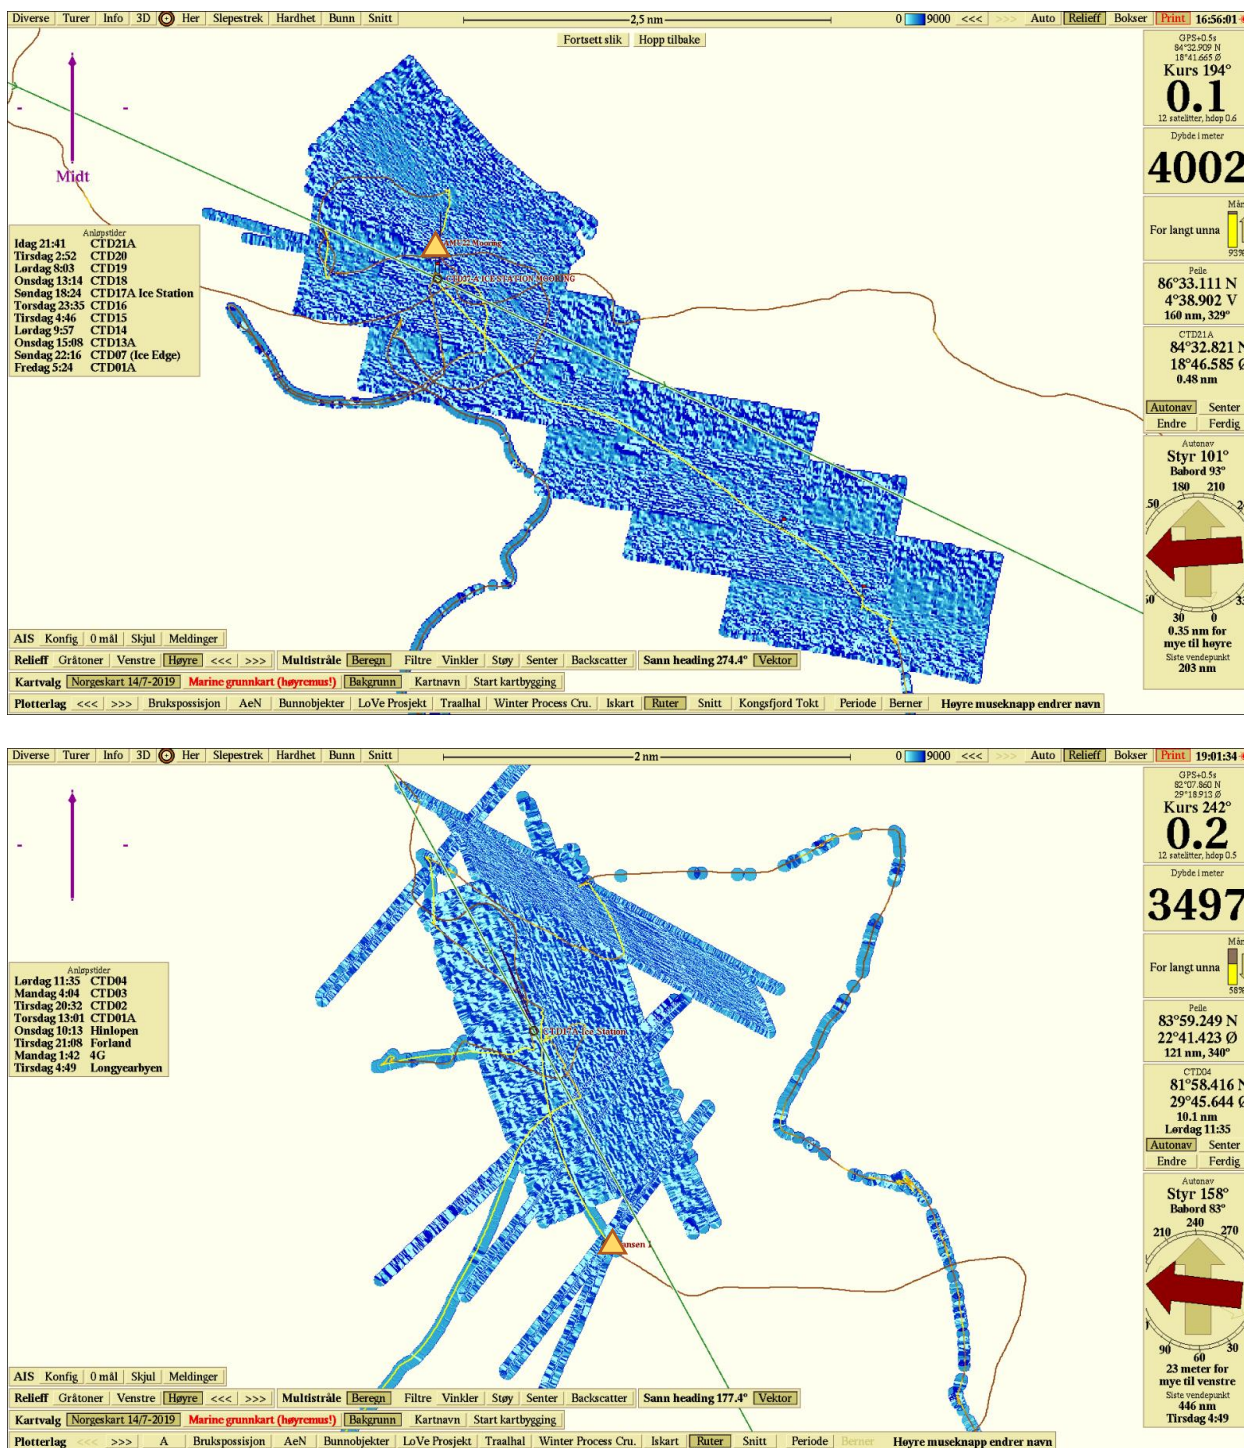 Diverse Turer Info 3D Her Slepestrek Hardhet Bunn Snitt 2,5 nm 0 9000 <<< >>> Auto Relieff Bokser Print 16:56:01
Fortsett slik Hopp tilbake
GPS+0.5s
84°32.909 N
18°41.665 Ø
Kurs 194°
0.1
12 satelitter, hdop 0.6
Dybde i meter
4002
Midt
For langt unna
93%
Anløpstider
Idag 21:41 CTD21A
Tirsdag 2:52 CTD20
Lørdag 8:03 CTD19
Onsdag 13:14 CTD18
Søndag 18:24 CTD17A Ice Station
Torsdag 23:35 CTD16
Tirsdag 4:46 CTD15
Lørdag 9:57 CTD14
Onsdag 15:08 CTD13A
Søndag 22:16 CTD07 (Ice Edge)
Fredag 5:24 CTD01A
Mooring
ICE STATION MOORING
Peile
86°33.111 N
4°38.902 V
160 nm, 329°
CTD21A
84°32.821 N
18°46.585 Ø
0.48 nm
Autonav Senter
Endre Ferdig
Autonav
Styr 101°
Babord 93°
180 210
30 0
0.35 nm for
mye til høyre
Siste vendepunkt
203 nm
AIS Konfig 0 mål Skjul Meldinger
Relieff Gråtoner Venstre Høyre <<< >>> Multistråle Beregn Filtre Vinkler Støy Senter Backscatter Sann heading 274.4° Vektor
Kartvalg Norgeskart 14/7-2019 Marine grunnkart (høyremus!) Bakgrunn Kartnavn Start kartbygging
Plotterlag <<< >>> Brukspossisjon AeN Bunnobjekter LoVe Prosjekt Traalhal Winter Process Cru. Iskart Ruter Snitt Kongsfjord Tokt Periode Berner Høyre museknapp endrer navn
Diverse Turer Info 3D Her Slepestrek Hardhet Bunn Snitt 2 nm 0 9000 <<< >>> Auto Relieff Bokser Print 19:01:34
GPS+0.5s
82°07.860 N
29°18.913 Ø
Kurs 242°
0.2
12 satelitter, hdop 0.5
Dybde i meter
3497
For langt unna
58%
Anløpstider
Lørdag 11:35 CTD04
Mandag 4:04 CTD03
Tirsdag 20:32 CTD02
Torsdag 13:01 CTD01A
Onsdag 10:13 Hinlopen
Tirsdag 21:08 Forland
Mandag 1:42 4G
Tirsdag 4:49 Longyearbyen
CTD17A Ice Station
ansen 1
Peile
83°59.249 N
22°41.423 Ø
121 nm, 340°
CTD04
81°58.416 N
29°45.644 Ø
10.1 nm
Lørdag 11:35
Autonav Senter
Endre Ferdig
Autonav
Styr 158°
Babord 83°
210 240 270
90 60 30
23 meter for
mye til venstre
Siste vendepunkt
446 nm
Tirsdag 4:49
AIS Konfig 0 mål Skjul Meldinger
Relieff Gråtoner Venstre Høyre <<< >>> Multistråle Beregn Filtre Vinkler Støy Senter Backscatter Sann heading 177.4° Vektor
Kartvalg Norgeskart 14/7-2019 Marine grunnkart (høyremus!) Bakgrunn Kartnavn Start kartbygging
Plotterlag <<< >>> A Brukspossisjon AeN Bunnobjekter LoVe Prosjekt Traalhal Winter Process Cru. Iskart Ruter Snitt Periode Berner Høyre museknapp endrer navn